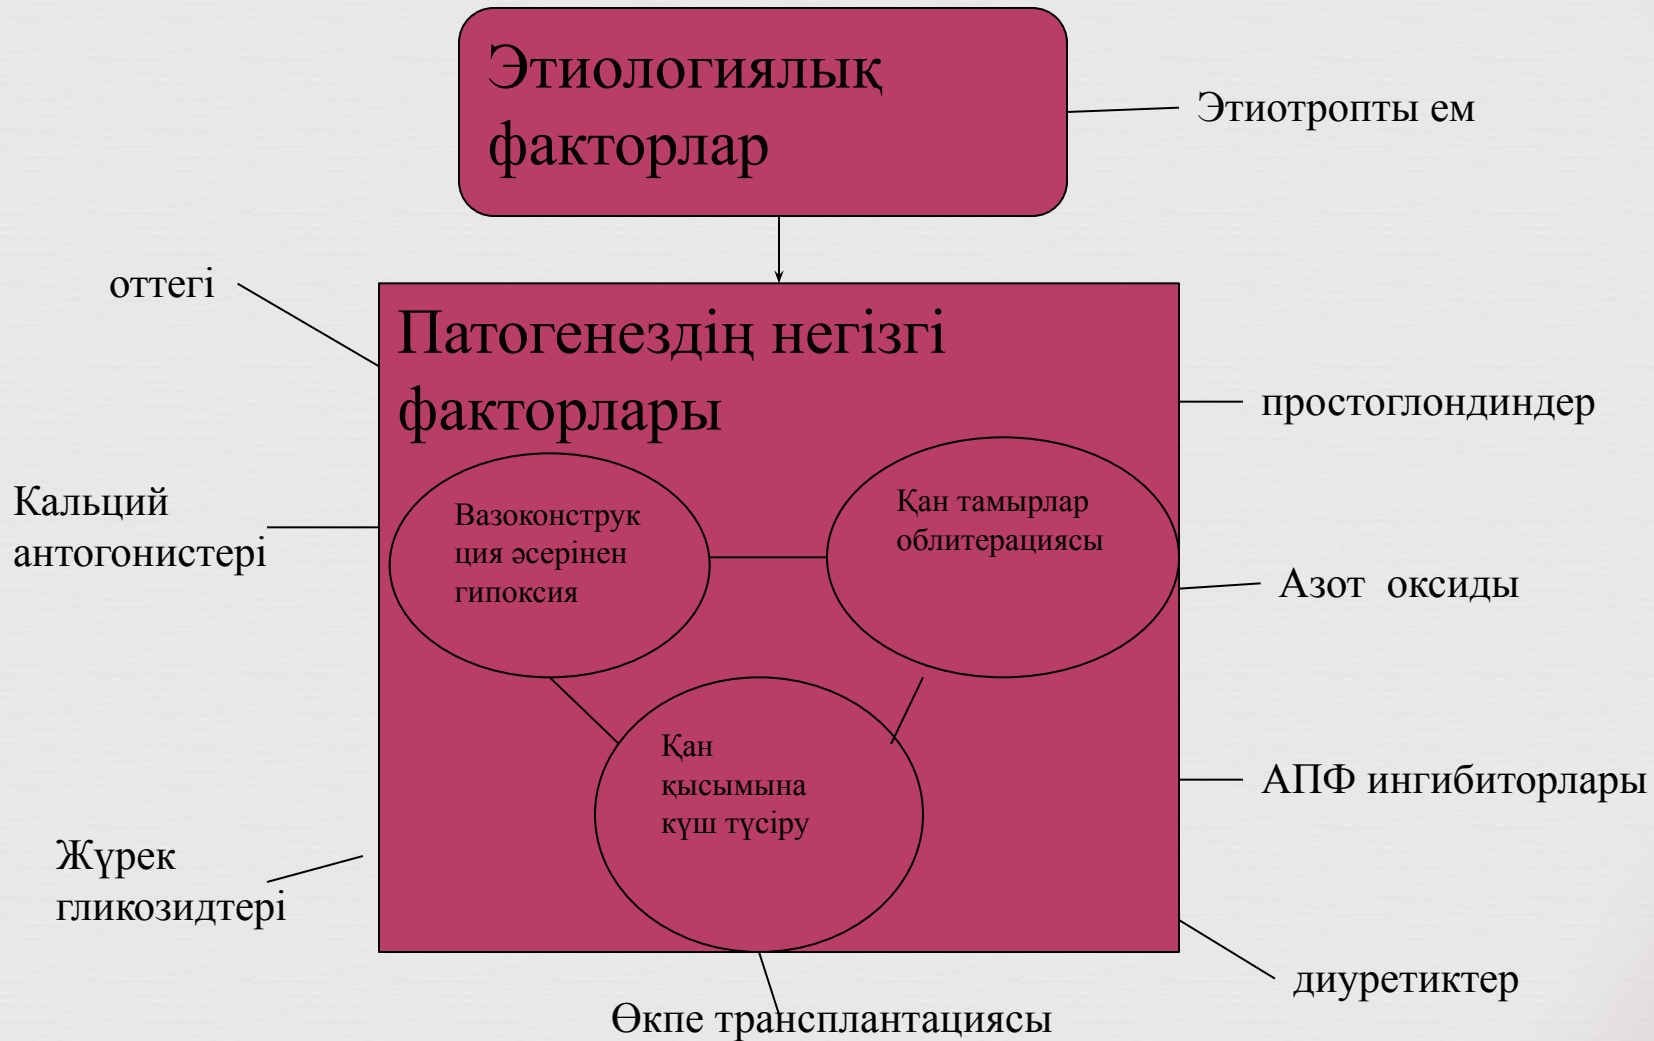 Этиологиялық
факторлар
Этиотропты ем
оттегі
Патогенездің негізгі
факторлары
простоглондиндер
Кальций
антогонистері
Вазоконструк
ция әсерінен
гипоксия
Қан тамырлар
облитерациясы
Азот оксиды
Қан
қысымына
күш түсіру
АПФ ингибиторлары
Жүрек
гликозидтері
диуретиктер
Өкпе трансплантациясы